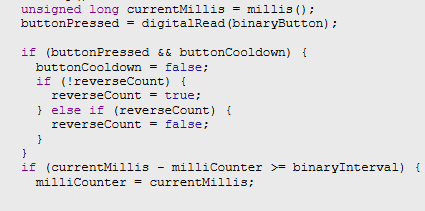 unsigned long currentMillis = millis();
buttonPressed = digitalRead(binaryButton);

if (buttonPressed && buttonCooldown) {
  buttonCooldown = false;
  if (!reverseCount) {
    reverseCount = true;
  } else if (reverseCount) {
    reverseCount = false;
  }
}
if (currentMillis - milliCounter >= binaryInterval) {
  milliCounter = currentMillis;